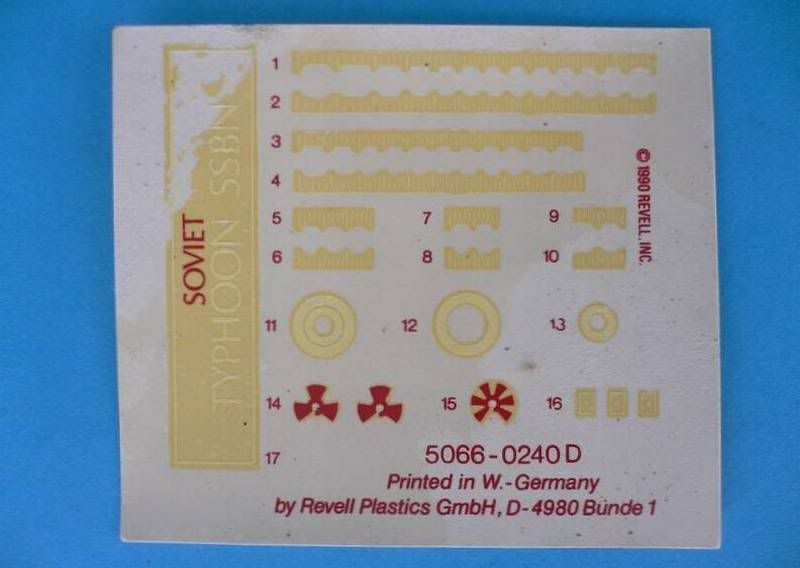 SOVIET
TYPHOON SSBN
1
2
3
4
5 7 9
6 8 10
11 12 13
14 15 16
17
© 1990 REVELL, INC.
5066-0240 D
Printed in W.-Germany
by Revell Plastics GmbH, D-4980 Bünde 1